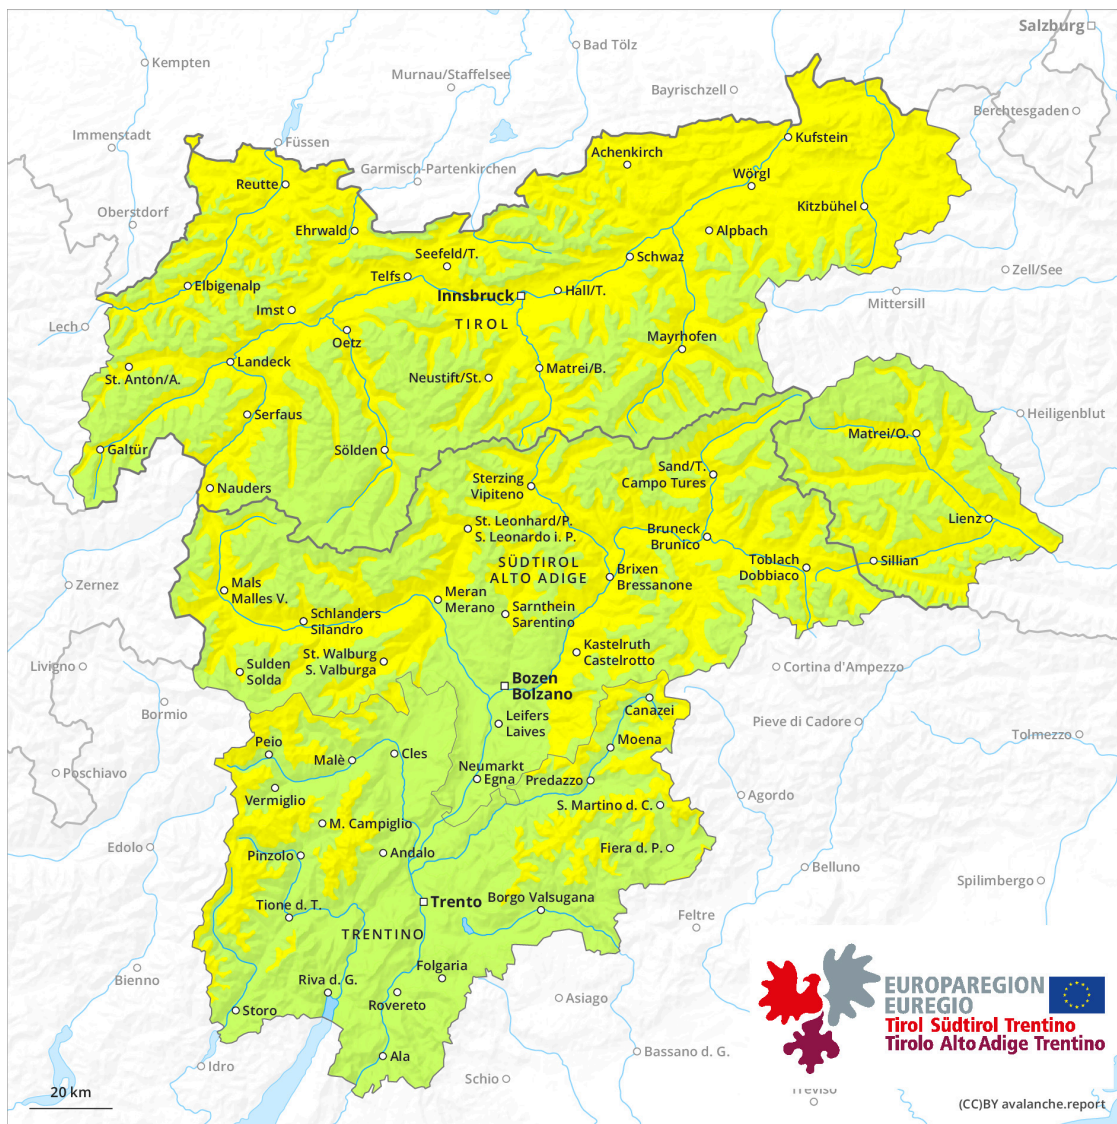 Salzburg
Bad Tölz
Kempten
Murnau/Staffelsee
Bayrischzell
Berchtesgaden
Immenstadt
Füssen
Kufstein
Achenkirch
Garmisch-Partenkirchen
Wörgl
Reutte
Kitzbühel
Oberstdorf
Ehrwald
Alpbach
Seefeld/T.
Schwaz
Zell/See
Telfs
Elbigenalp
Innsbruck
Hall/T.
Mittersill
Imst
TIROL
Lech
Oetz
Mayrhofen
Landeck
Matrei/B.
St. Anton/A.
Neustift/St.
Serfaus
Heiligenblut
Matrei/O.
Galtür
Sölden
Sand/T.
Campo Tures
Sterzing
Vipiteno
Nauders
Lienz
St. Leonhard/P.
S. Leonardo i. P.
Bruneck
Brunico
SÜDTIROL
ALTO ADIGE
Toblach
Dobbiaco
Sillian
Brixen
Bressanone
Zernez
Mals
Malles V.
Meran
Merano
Sarnthein
Sarentino
Schlanders
Silandro
Kastelruth
Castelrotto
St. Walburg
S. Valburga
Livigno
Sulden
Solda
Cortina d'Ampezzo
Bozen
Bolzano
Bormio
Canazei
Leifers
Laives
Pieve di Cadore
Tolmezzo
Peio
Moena
Cles
Malè
Poschiavo
Neumarkt
Egna
Predazzo
Vermiglio
Agordo
S. Martino d. C.
M. Campiglio
Edolo
Pinzolo
Andalo
Fiera d. P.
Belluno
Spilimbergo
Borgo Valsugana
Trento
Tione d. T.
Feltre
TRENTINO
Folgaria
Bienno
Riva d. G.
Asiago
Rovereto
Storo
EUROPAREGION
EUREGIO
Tirol Südtirol Trentino
Tirolo Alto Adige Trentino
Ala
Bassano d. G.
Idro
Schio
Treviso
20 km
(CC)BY avalanche.report